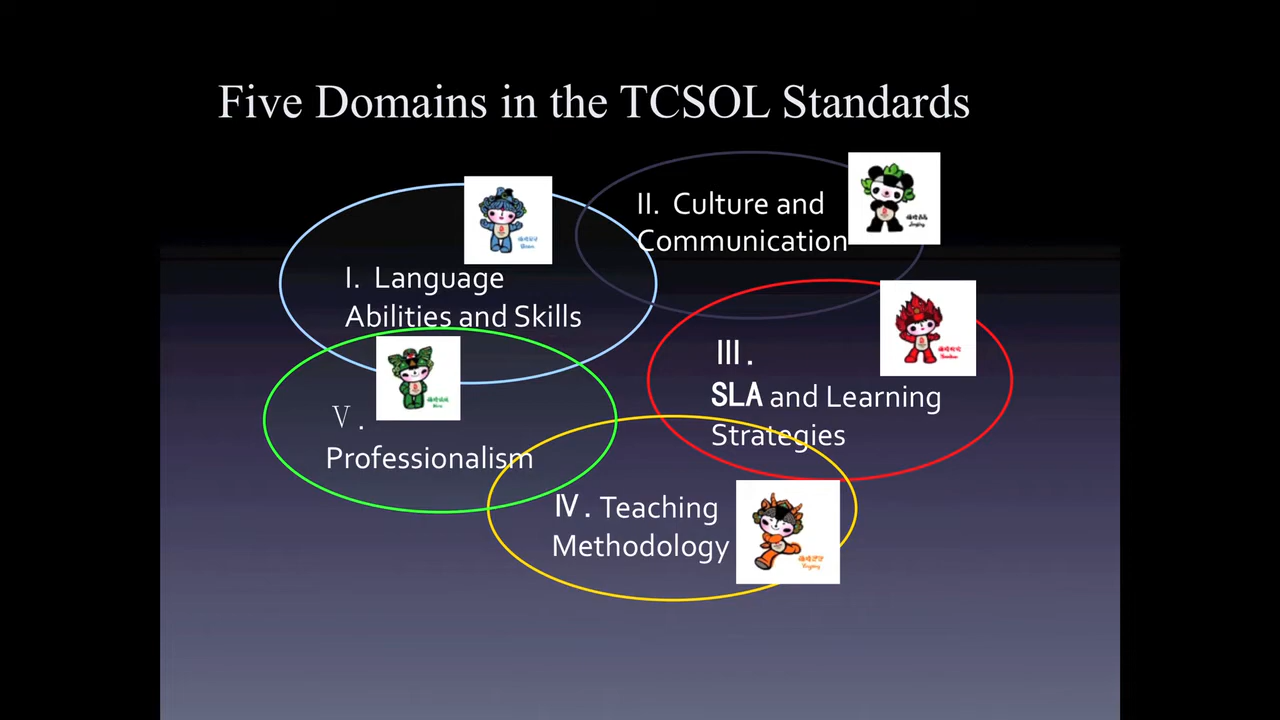 Five Domains in the TCSOL Standards
I. Language
Abilities and Skills
II. Culture and
Communication
III.
SLA and Learning
Strategies
IV. Teaching
Methodology
V.
Professionalism